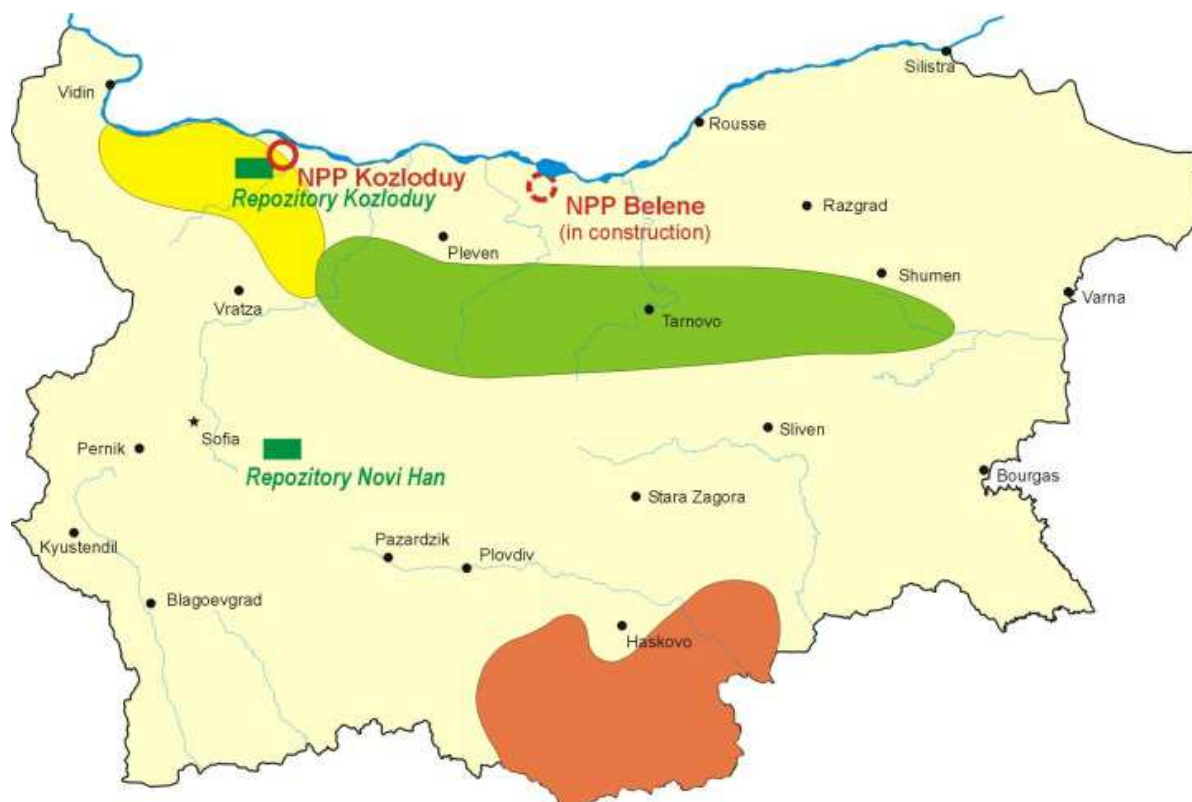 Silistra
Vidin
Rousse
NPP Kozloduy
Repozitory Kozloduy
NPP Belene
(in construction)
Razgrad
Pleven
Shumen
Vratza
Varna
Tarnovo
Sofia
Pernik
Sliven
Repozitory Novi Han
Bourgas
Stara Zagora
Kyustendil
Pazardzik
Plovdiv
Blagoevgrad
Haskovo